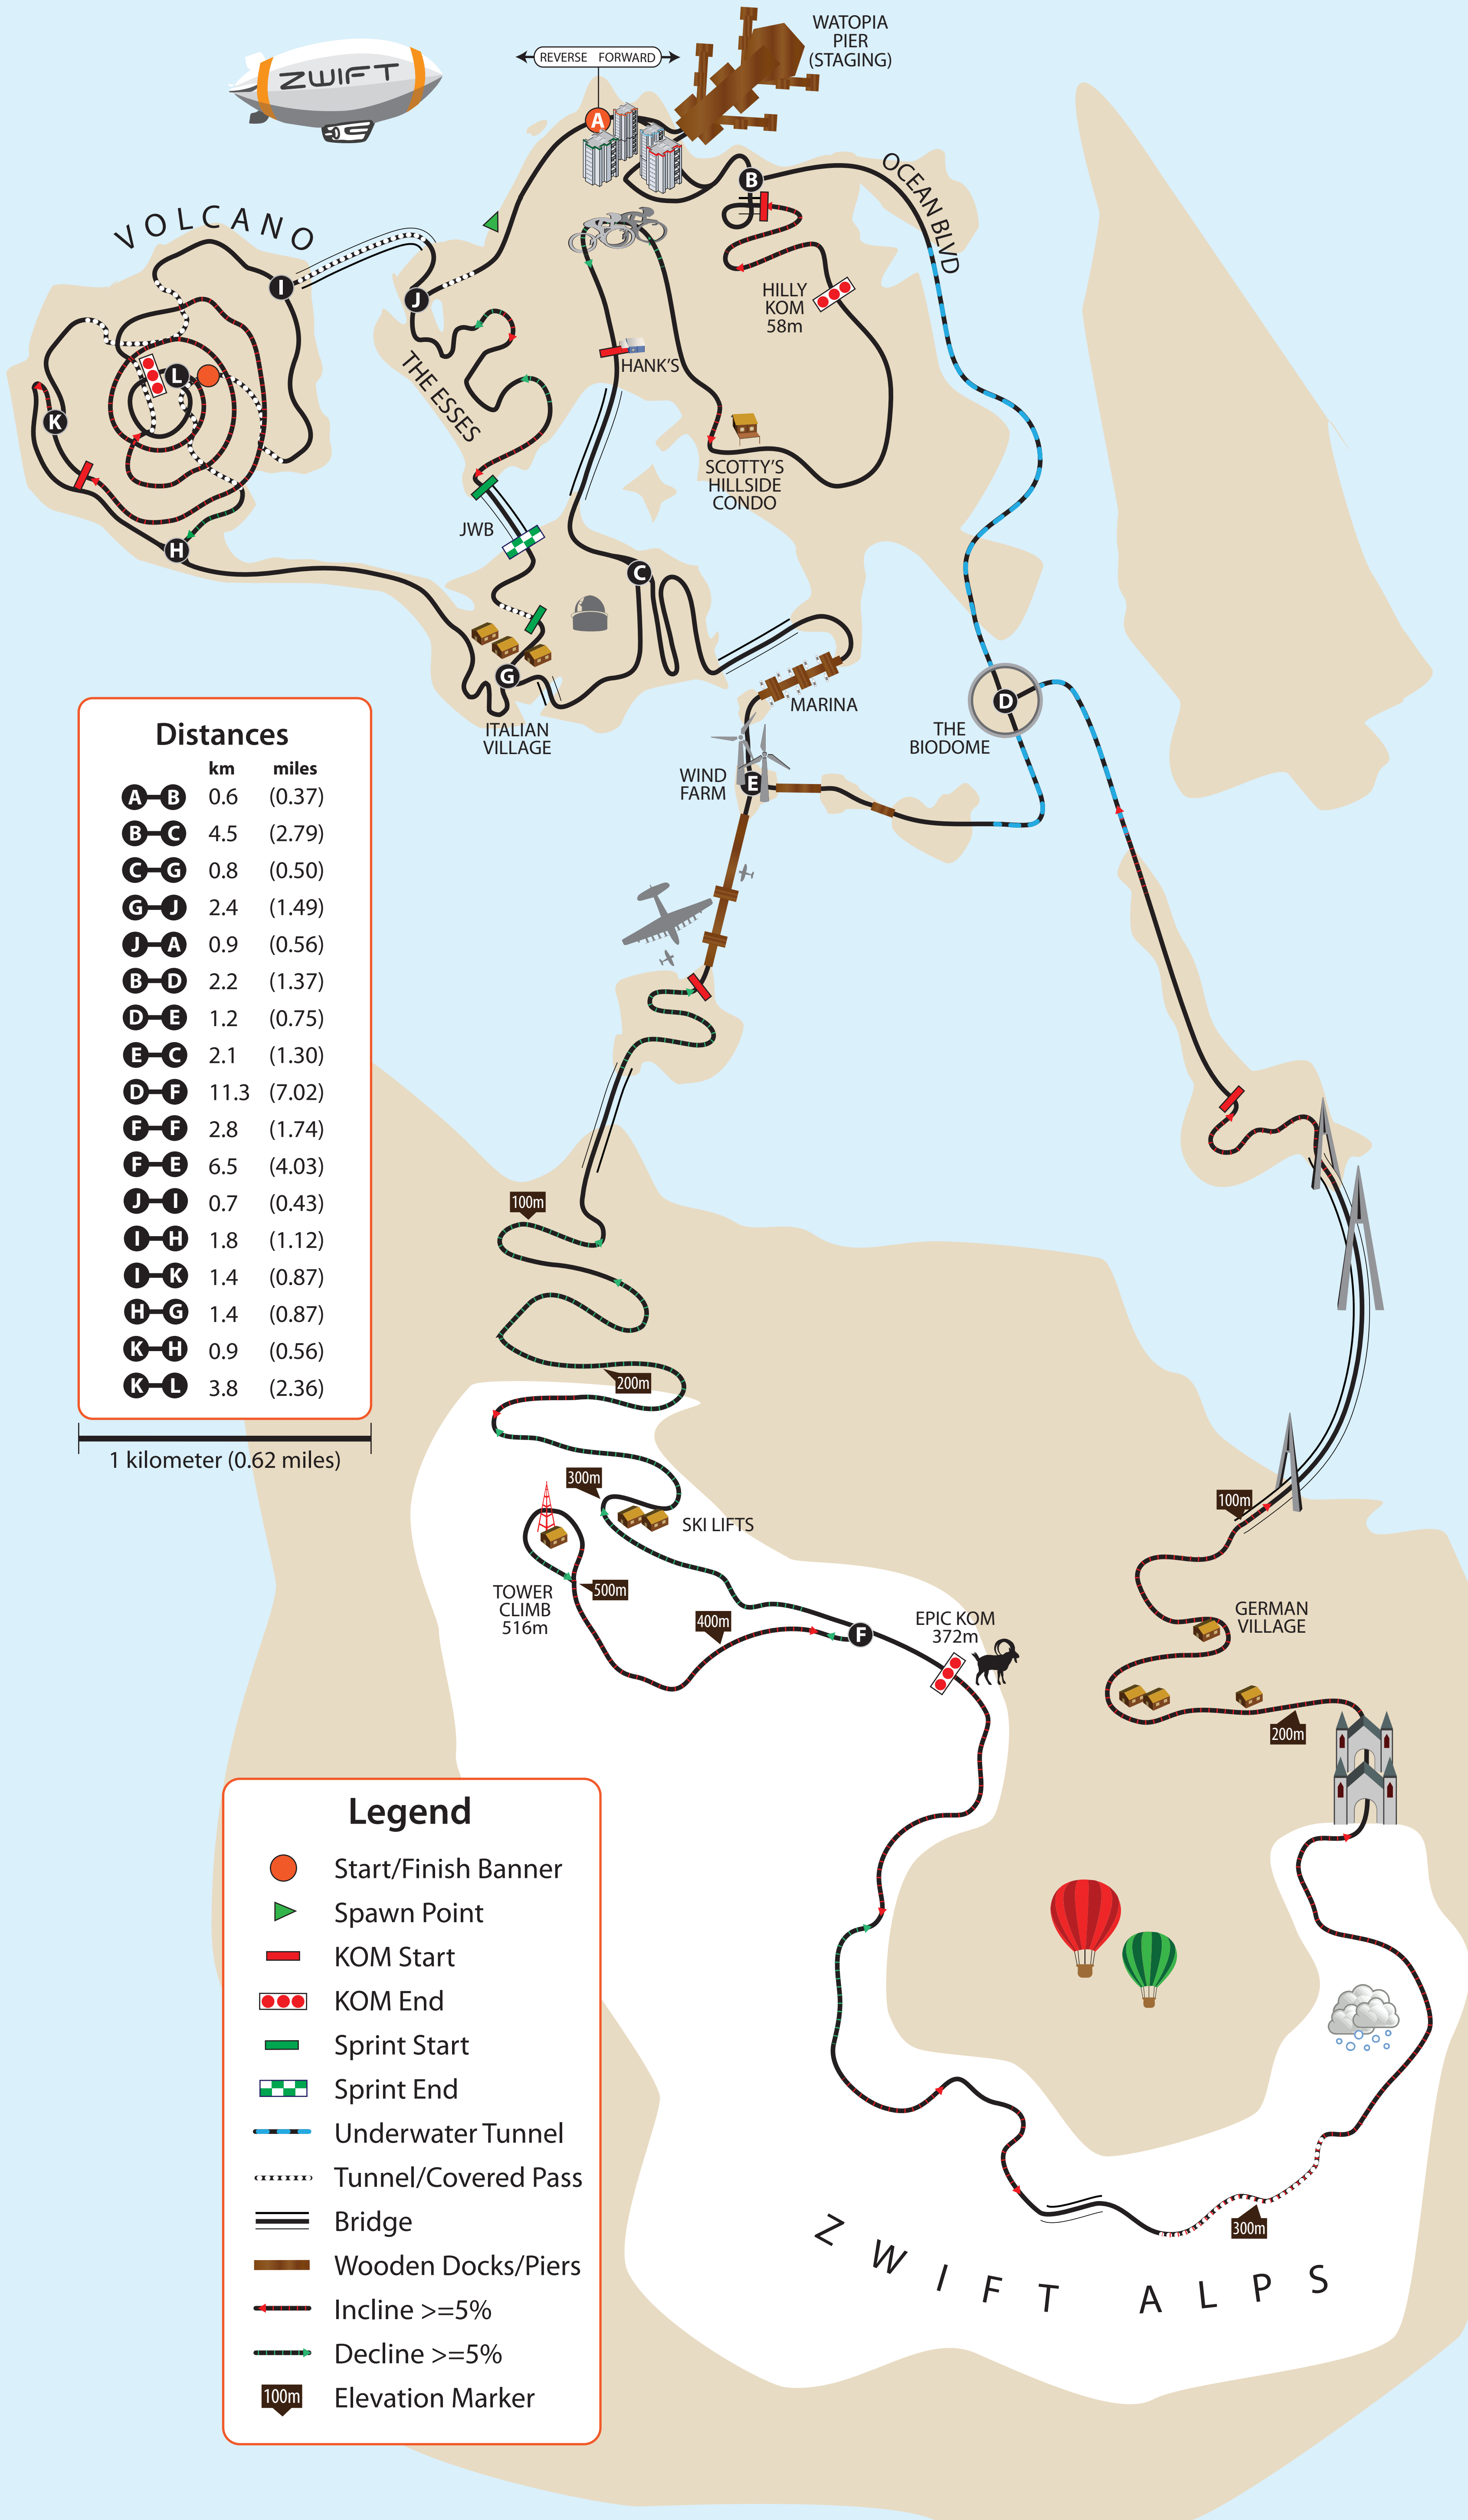 WATOPIA
PIER
(STAGING)
REVERSE FORWARD
ZWIFT
A
B
OCEAN BLVD
VOLCANO
I
J
HILLY
KOM
58m
HANK'S
THE ESSES
L
K
SCOTTY'S
HILLSIDE
CONDO
JWB
H
C
G
ITALIAN
VILLAGE
MARINA
D
THE
BIODOME
WIND
FARM
E
Distances
km miles
A B 0.6 (0.37)
B C 4.5 (2.79)
C G 0.8 (0.50)
G J 2.4 (1.49)
J A 0.9 (0.56)
B D 2.2 (1.37)
D E 1.2 (0.75)
E C 2.1 (1.30)
D F 11.3 (7.02)
F F 2.8 (1.74)
F E 6.5 (4.03)
J I 0.7 (0.43)
I H 1.8 (1.12)
I K 1.4 (0.87)
H G 1.4 (0.87)
K H 0.9 (0.56)
K L 3.8 (2.36)
1 kilometer (0.62 miles)
100m
200m
300m
SKI LIFTS
TOWER
CLIMB
516m
500m
400m
F
EPIC KOM
372m
100m
GERMAN
VILLAGE
200m
300m
ZWIFT ALPS
Legend
Start/Finish Banner
Spawn Point
KOM Start
KOM End
Sprint Start
Sprint End
Underwater Tunnel
Tunnel/Covered Pass
Bridge
Wooden Docks/Piers
Incline >=5%
Decline >=5%
100m Elevation Marker